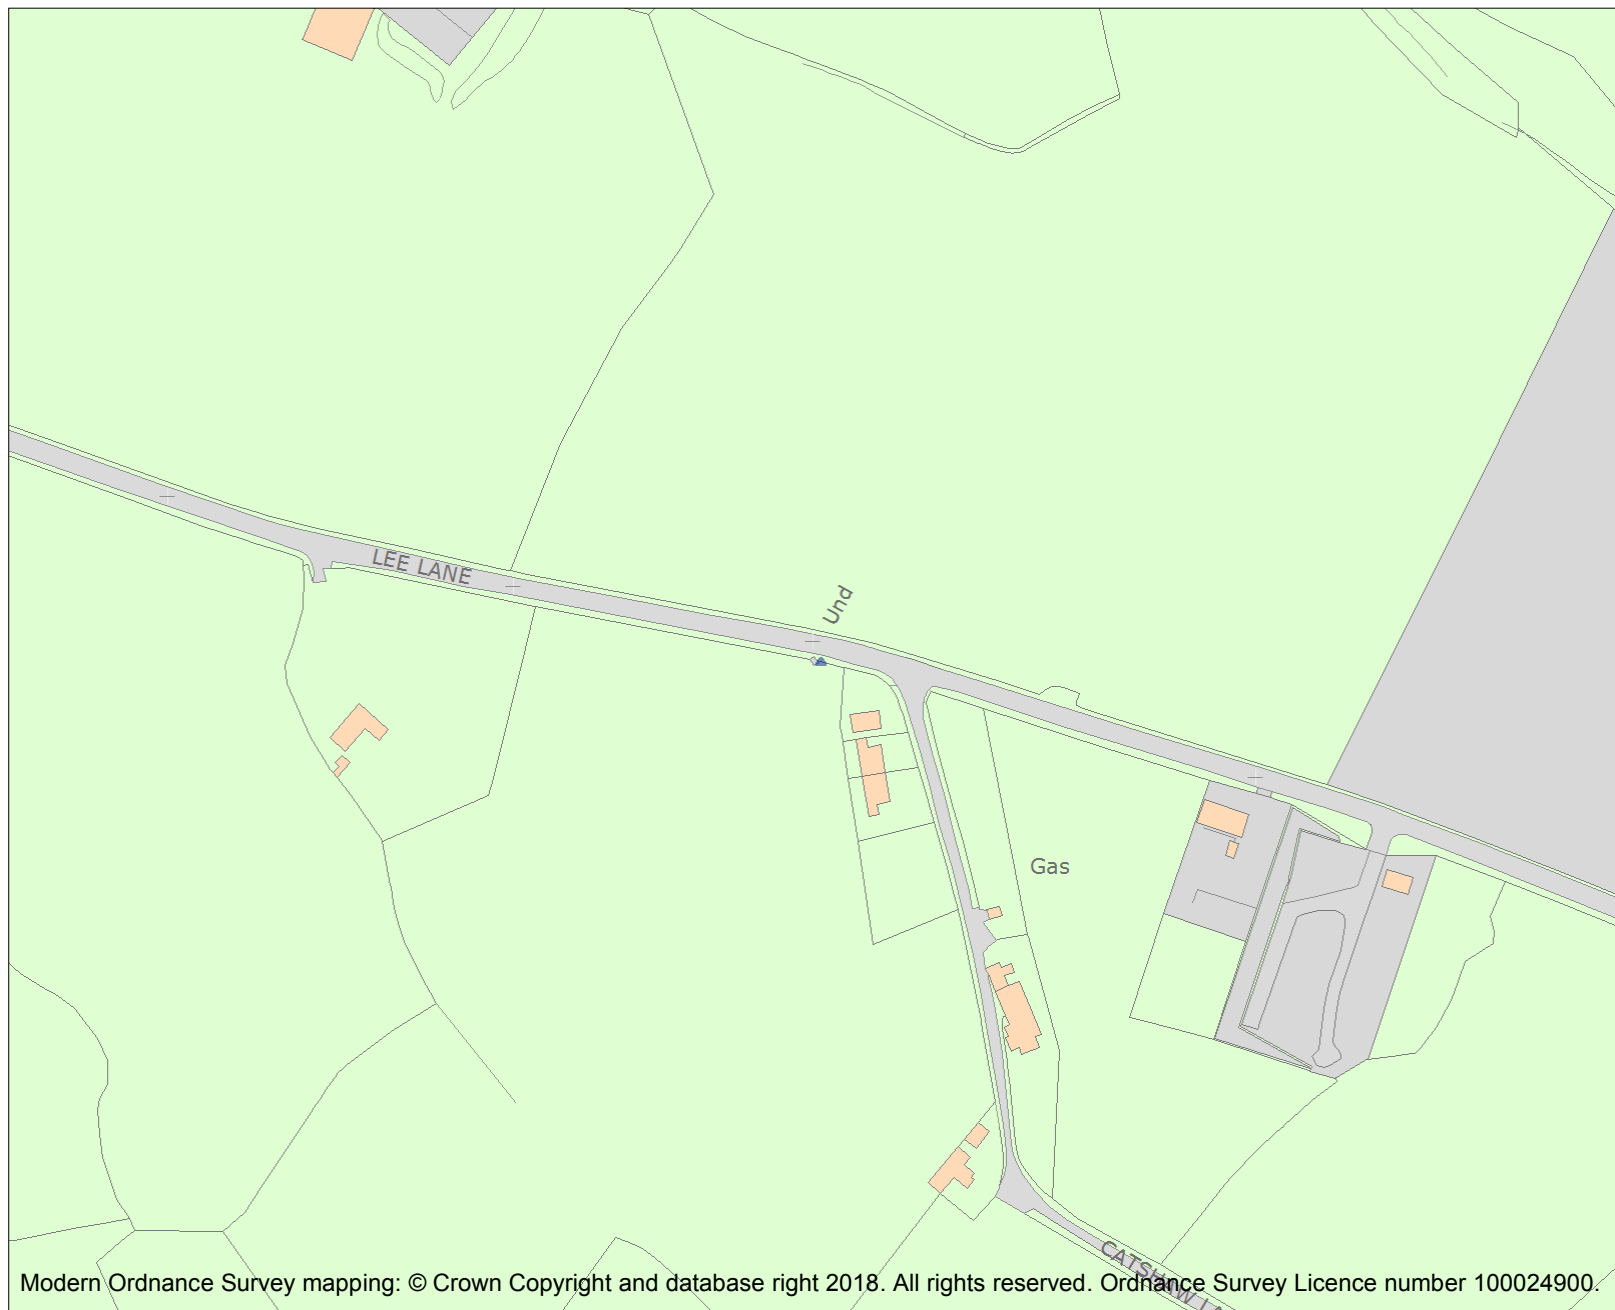 LEE LANE
Und
Gas
CATSHAW
Modern Ordnance Survey mapping: © Crown Copyright and database right 2018. All rights reserved. Ordnance Survey Licence number 100024900.